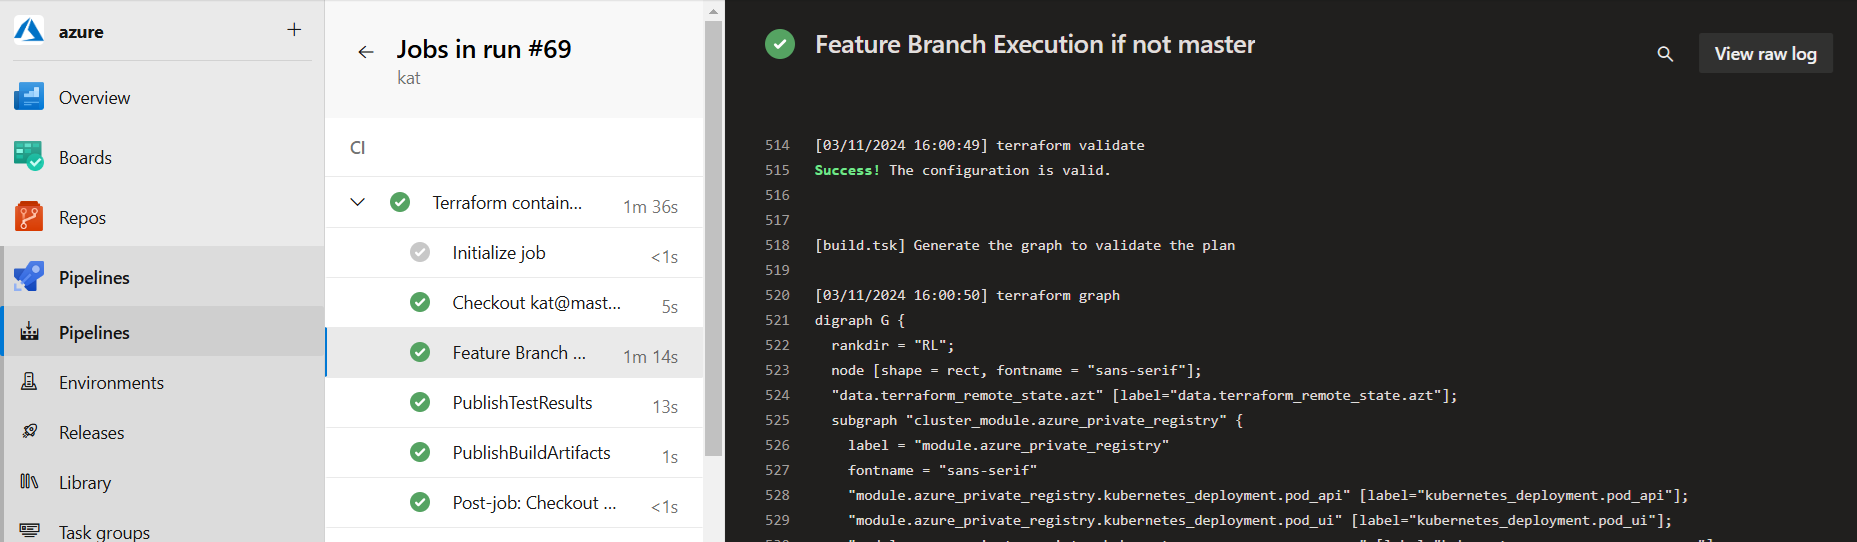 azure
+
Overview
Boards
Repos
Pipelines
Pipelines
Environments
Releases
Library
Task groups
Jobs in run #69
kat
CI
Terraform contain... 1m 36s
Initialize job <1s
Checkout kat@mast... 5s
Feature Branch ... 1m 14s
PublishTestResults 13s
PublishBuildArtifacts 1s
Post-job: Checkout ... <1s
Feature Branch Execution if not master
View raw log
514 [03/11/2024 16:00:49] terraform validate
515 Success! The configuration is valid.
516
517
518 [build.tsk] Generate the graph to validate the plan
519
520 [03/11/2024 16:00:50] terraform graph
521 digraph G {
522 rankdir = "RL";
523 node [shape = rect, fontname = "sans-serif"];
524 "data.terraform_remote_state.azt" [label="data.terraform_remote_state.azt"];
525 subgraph "cluster_module.azure_private_registry" {
526 label = "module.azure_private_registry"
527 fontname = "sans-serif"
528 "module.azure_private_registry.kubernetes_deployment.pod_api" [label="kubernetes_deployment.pod_api"];
529 "module.azure_private_registry.kubernetes_deployment.pod_ui" [label="kubernetes_deployment.pod_ui"];